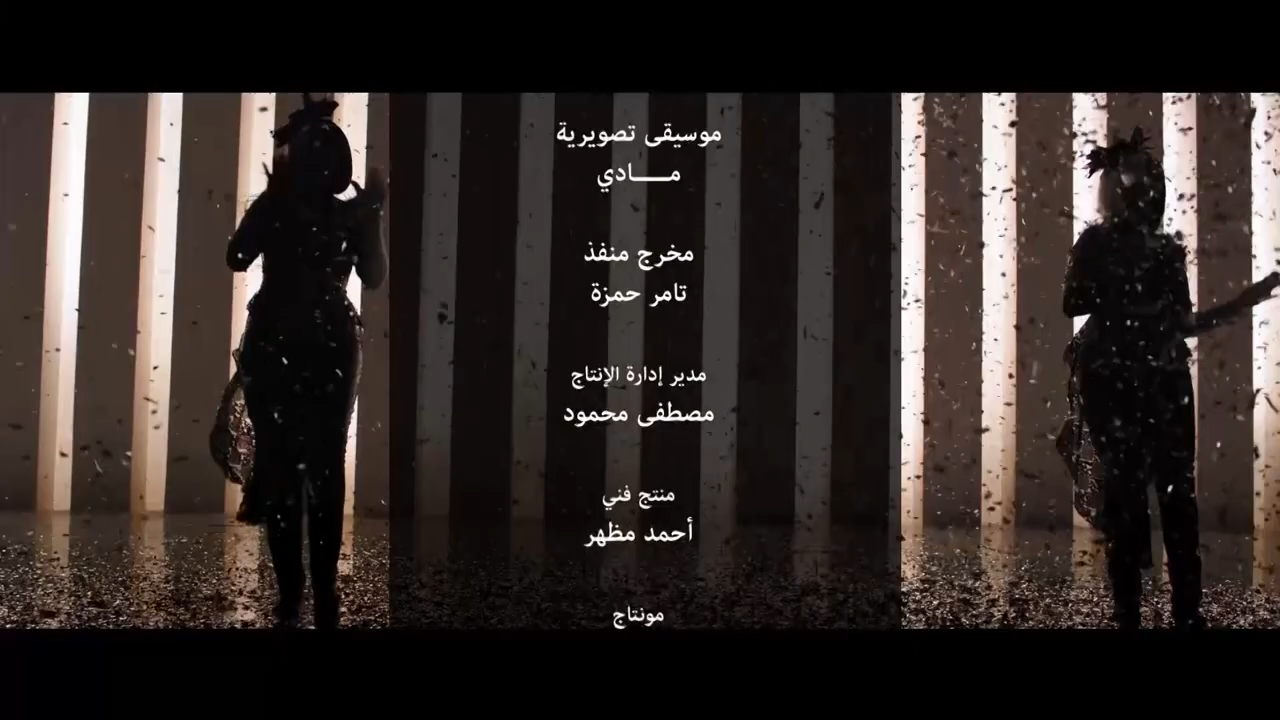 موسيقى تصويرية
مـــادي
مخرج منفذ
تامر حمزة
مدير إدارة الإنتاج
مصطفى محمود
منتج فني
أحمد مظهر
مونتاج